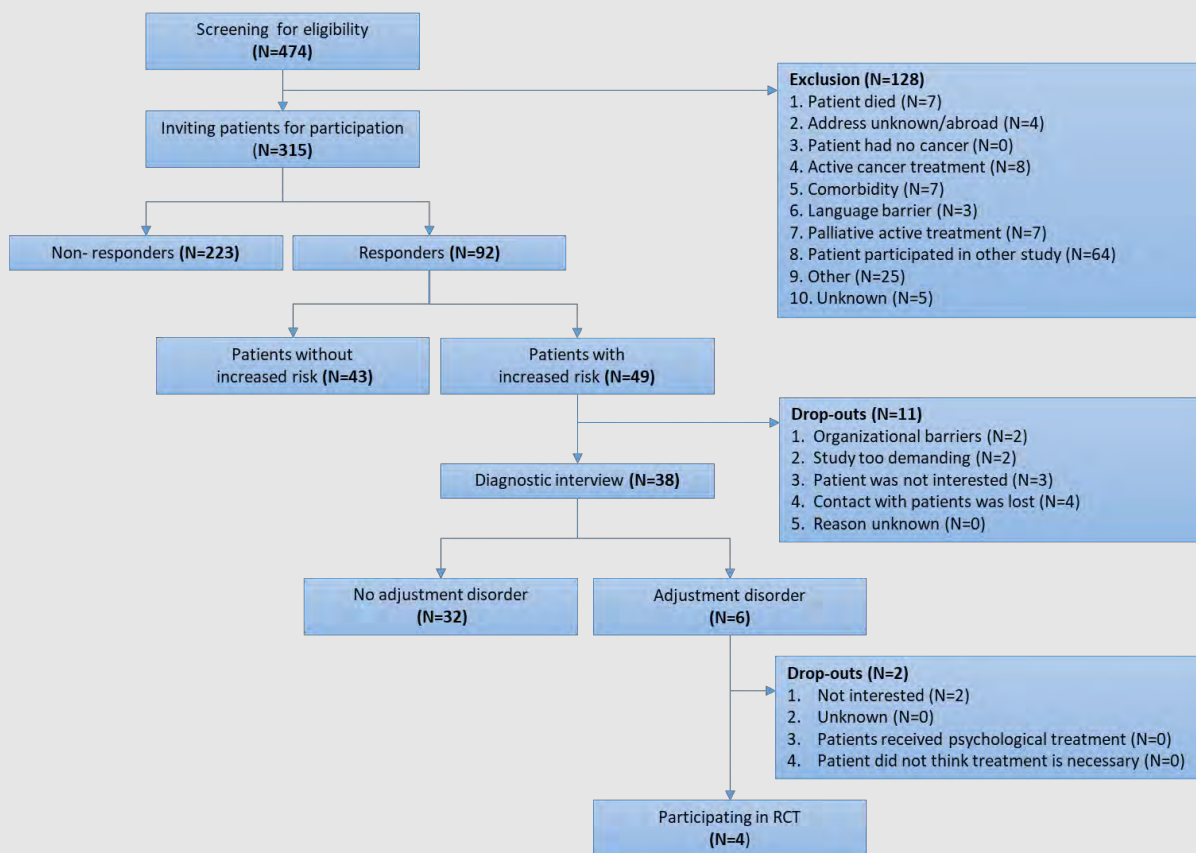 Screening for eligibility
(N=474)
Exclusion (N=128)
1. Patient died (N=7)
2. Address unknown/abroad (N=4)
3. Patient had no cancer (N=0)
4. Active cancer treatment (N=8)
5. Comorbidity (N=7)
6. Language barrier (N=3)
7. Palliative active treatment (N=7)
8. Patient participated in other study (N=64)
9. Other (N=25)
10. Unknown (N=5)
Inviting patients for participation
(N=315)
Non- responders (N=223)
Responders (N=92)
Patients without
increased risk (N=43)
Patients with
increased risk (N=49)
Drop-outs (N=11)
1. Organizational barriers (N=2)
2. Study too demanding (N=2)
3. Patient was not interested (N=3)
4. Contact with patients was lost (N=4)
5. Reason unknown (N=0)
Diagnostic interview (N=38)
No adjustment disorder
(N=32)
Adjustment disorder
(N=6)
Drop-outs (N=2)
1. Not interested (N=2)
2. Unknown (N=0)
3. Patients received psychological treatment (N=0)
4. Patient did not think treatment is necessary (N=0)
Participating in RCT
(N=4)